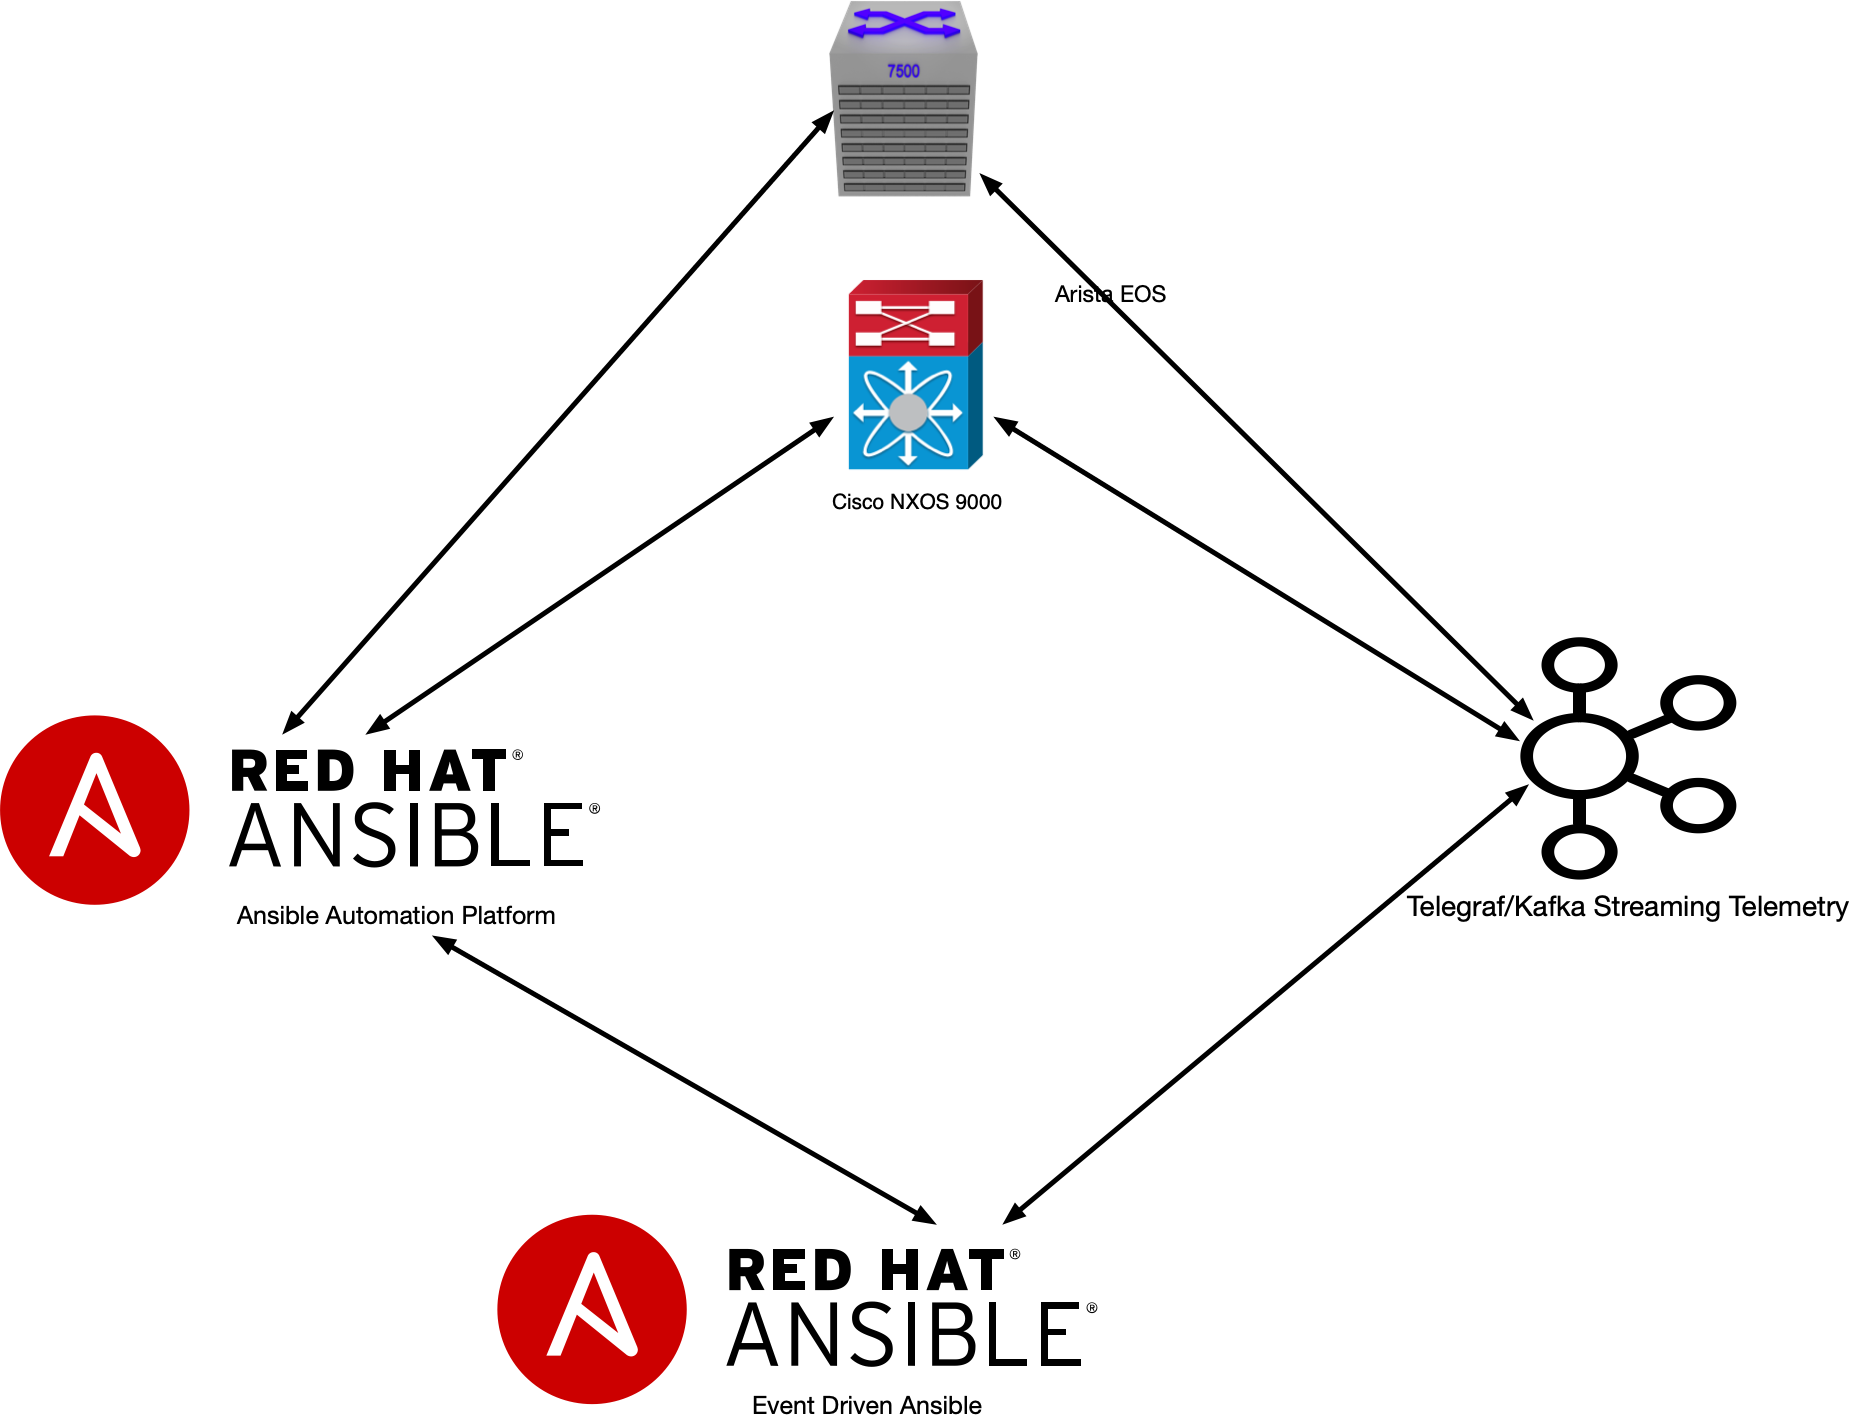 7500
Arista EOS
Cisco NXOS 9000
RED HAT®
ANSIBLE®
Ansible Automation Platform
Telegraf/Kafka Streaming Telemetry
RED HAT®
ANSIBLE®
Event Driven Ansible